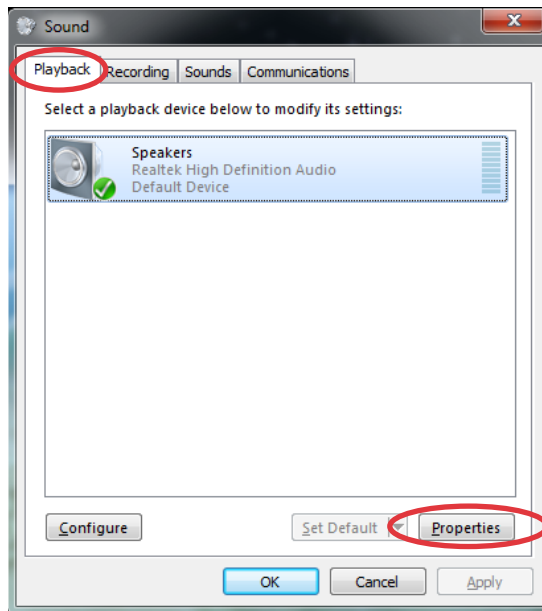 Sound
Playback Recording Sounds Communications
Select a playback device below to modify its settings:
Speakers
Realtek High Definition Audio
Default Device
Configure Set Default Properties
OK Cancel Apply